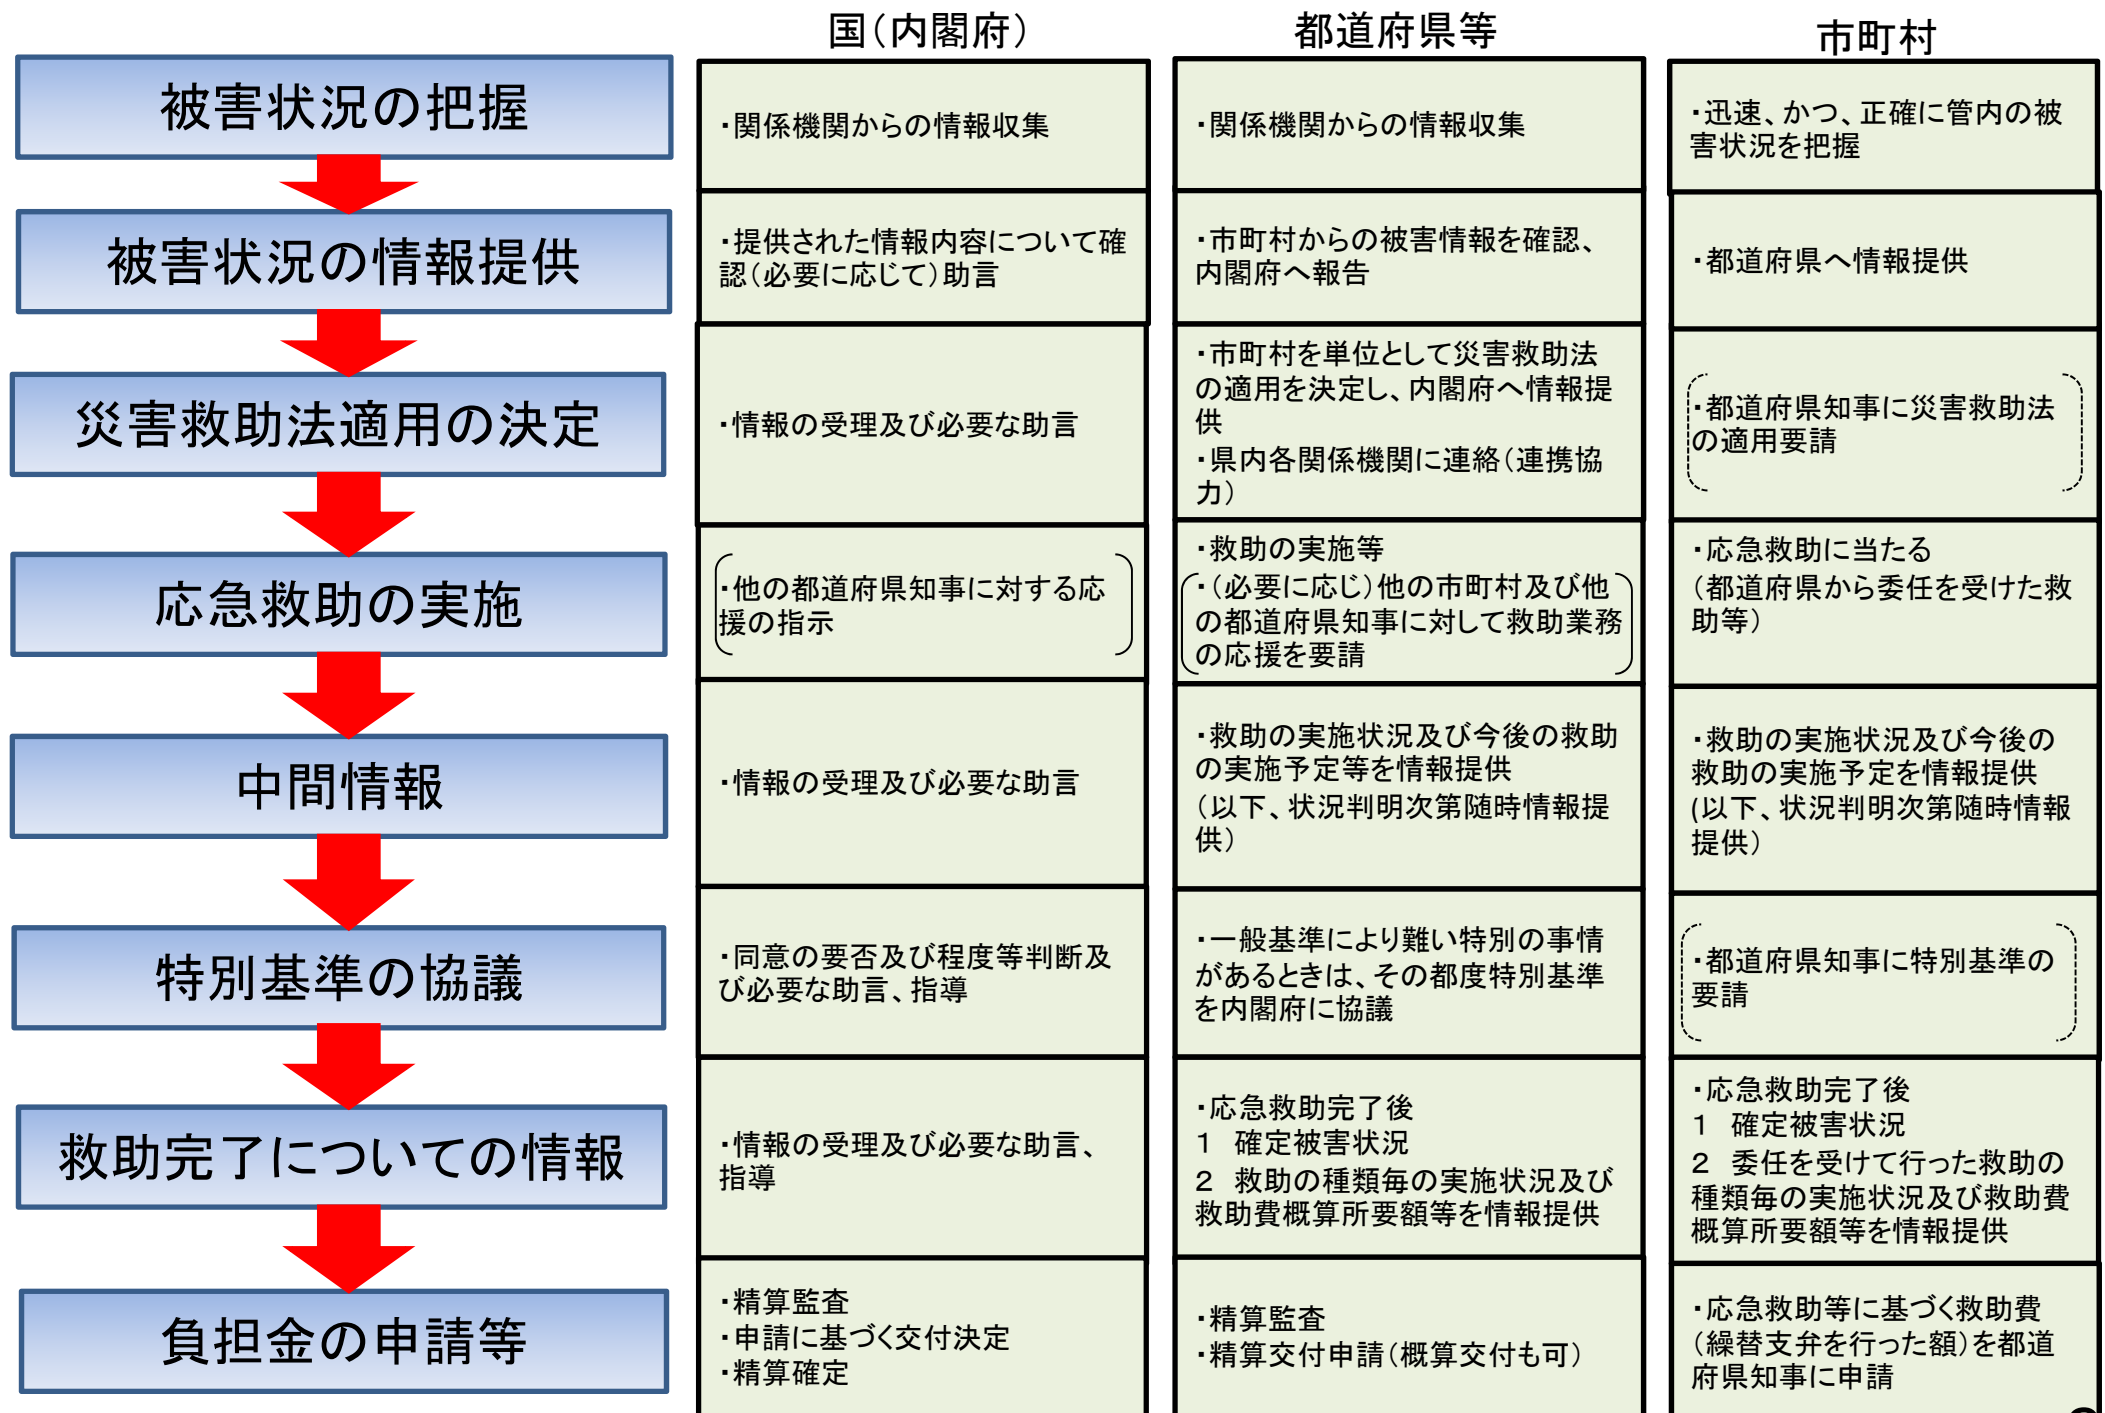 国（内閣府）
都道府県等
市町村
被害状況の把握
・関係機関からの情報収集
・関係機関からの情報収集
・迅速、かつ、正確に管内の被
害状況を把握
被害状況の情報提供
・提供された情報内容について確
認（必要に応じて）助言
・市町村からの被害情報を確認、
内閣府へ報告
・都道府県へ情報提供
災害救助法適用の決定
・情報の受理及び必要な助言
・市町村を単位として災害救助法
の適用を決定し、内閣府へ情報提
供
・県内各関係機関に連絡（連携協
力）
・都道府県知事に災害救助法
の適用要請
応急救助の実施
・他の都道府県知事に対する応
援の指示
・救助の実施等
・（必要に応じ）他の市町村及び他
の都道府県知事に対して救助業務
の応援を要請
・応急救助に当たる
（都道府県から委任を受けた救
助等）
中間情報
・情報の受理及び必要な助言
・救助の実施状況及び今後の救助
の実施予定等を情報提供
（以下、状況判明次第随時情報提
供）
・救助の実施状況及び今後の
救助の実施予定を情報提供
(以下、状況判明次第随時情報
提供）
特別基準の協議
・同意の要否及び程度等判断及
び必要な助言、指導
・一般基準により難い特別の事情
があるときは、その都度特別基準
を内閣府に協議
・都道府県知事に特別基準の
要請
救助完了についての情報
・情報の受理及び必要な助言、
指導
・応急救助完了後
１　確定被害状況
２　救助の種類毎の実施状況及び
救助費概算所要額等を情報提供
・応急救助完了後
１　確定被害状況
２　委任を受けて行った救助の
種類毎の実施状況及び救助費
概算所要額等を情報提供
負担金の申請等
・精算監査
・申請に基づく交付決定
・精算確定
・精算監査
・精算交付申請（概算交付も可）
・応急救助等に基づく救助費
（繰替支弁を行った額）を都道
府県知事に申請